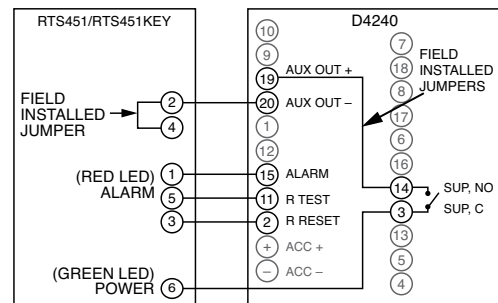 RTS451/RTS451KEY
D4240
FIELD
INSTALLED
JUMPER
2
4
(RED LED)
ALARM
1
5
3
(GREEN LED)
POWER
6
10
9
19 AUX OUT +
20 AUX OUT –
1
12
15 ALARM
11 R TEST
2 R RESET
+ ACC +
– ACC –
FIELD
INSTALLED
JUMPERS
7
18
8
17
6
16
14 SUP, NO
3 SUP, C
13
5
4